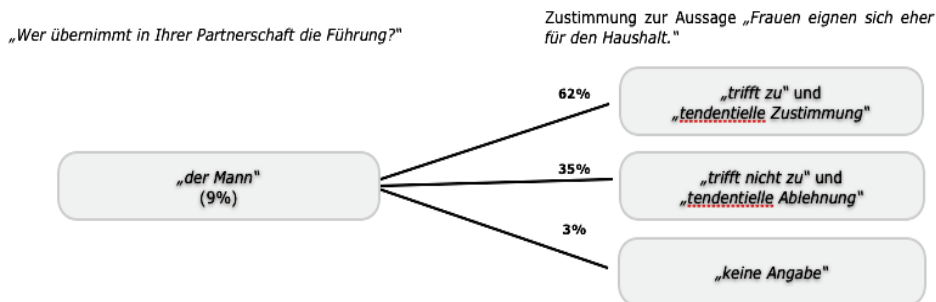 „Wer übernimmt in Ihrer Partnerschaft die Führung?“
Zustimmung zur Aussage „Frauen eignen sich eher
für den Haushalt.“
„der Mann“
(9%)
62%
„trifft zu“ und
„tendentielle Zustimmung“
35%
„trifft nicht zu“ und
„tendentielle Ablehnung“
3%
„keine Angabe“